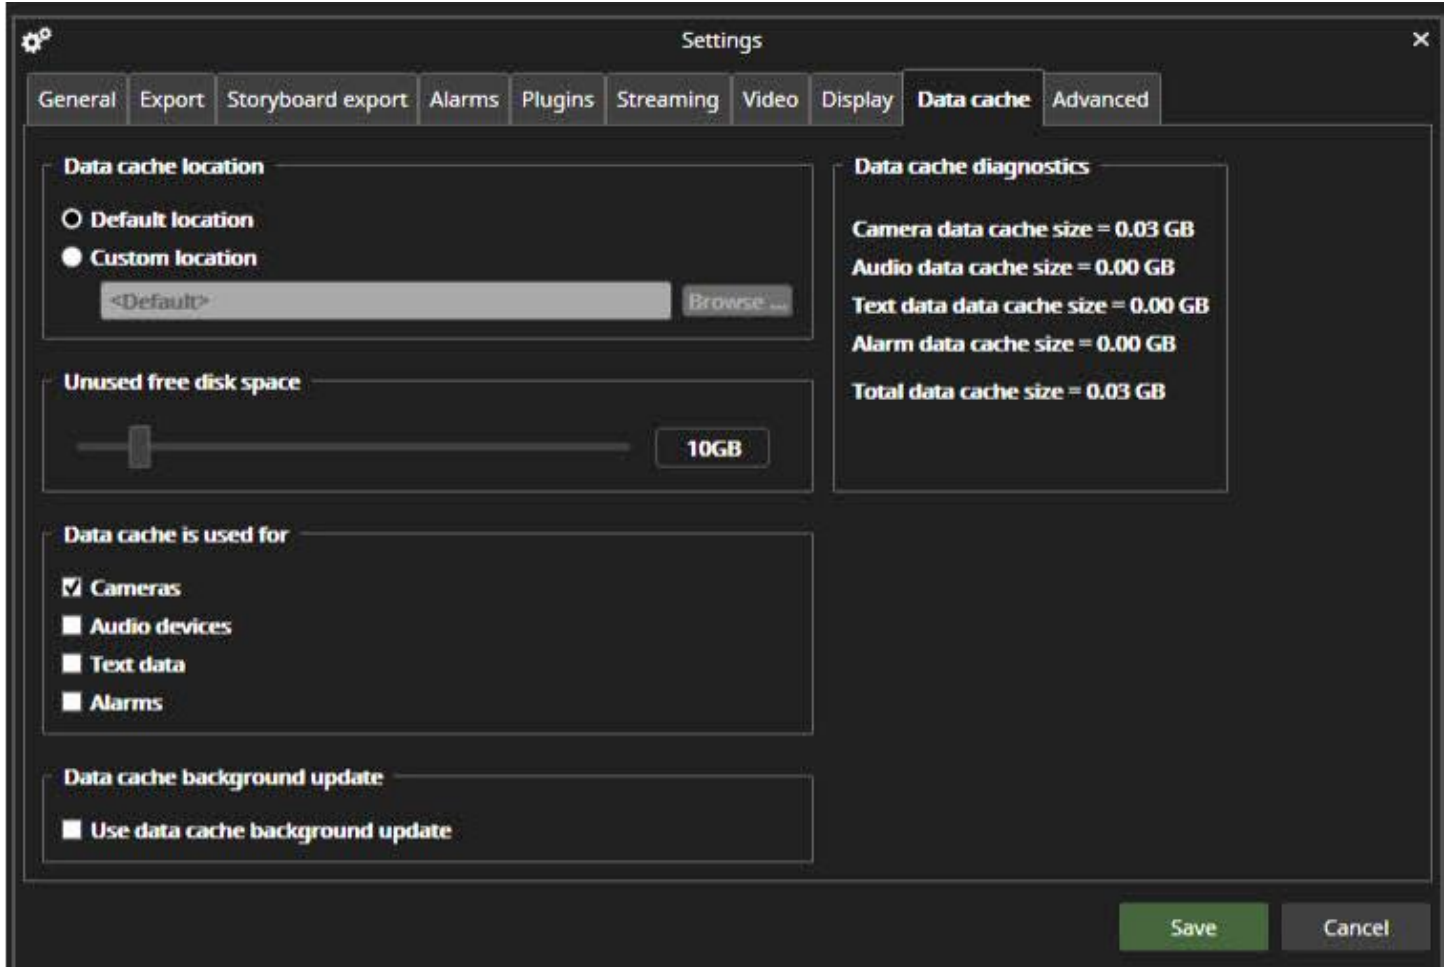 Settings
General Export Storyboard export Alarms Plugins Streaming Video Display Data cache Advanced
Data cache location
Default location
Custom location
<Default> Browse ...
Unused free disk space
10GB
Data cache is used for
Cameras
Audio devices
Text data
Alarms
Data cache background update
Use data cache background update
Data cache diagnostics
Camera data cache size = 0.03 GB
Audio data cache size = 0.00 GB
Text data data cache size = 0.00 GB
Alarm data cache size = 0.00 GB
Total data cache size = 0.03 GB
Save Cancel